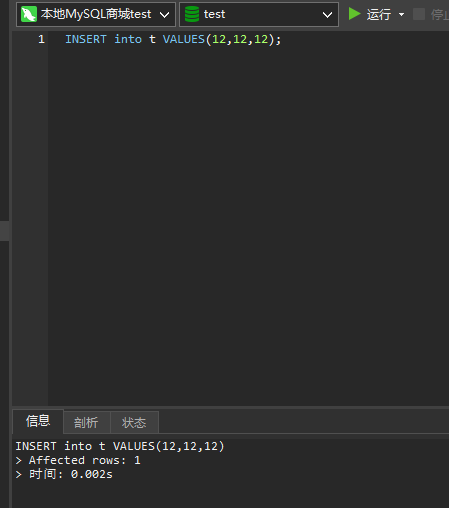 本地MySQL商城test
test
运行
停止
1 INSERT into t VALUES(12,12,12);
信息
剖析
状态
INSERT into t VALUES(12,12,12)
> Affected rows: 1
> 时间: 0.002s